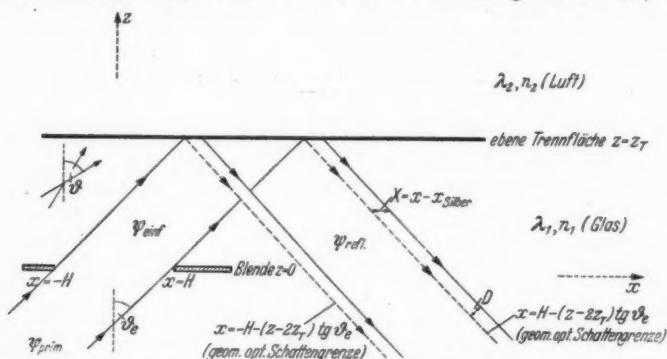 z
λ₂, n₂ (Luft)
ebene Trennfläche z=z_T
ϑ
X=x-x_Silber
ψ_einf
ψ_refl.
λ₁, n₁ (Glas)
x=-H
x=H
Blende z=0
x
D
ϑ_e
ψ_prim
x=-H-(z-2z_T) tg ϑ_e
(geom. opt. Schattengrenze)
x=H-(z-2z_T) tg ϑ_e
(geom. opt. Schattengrenze)